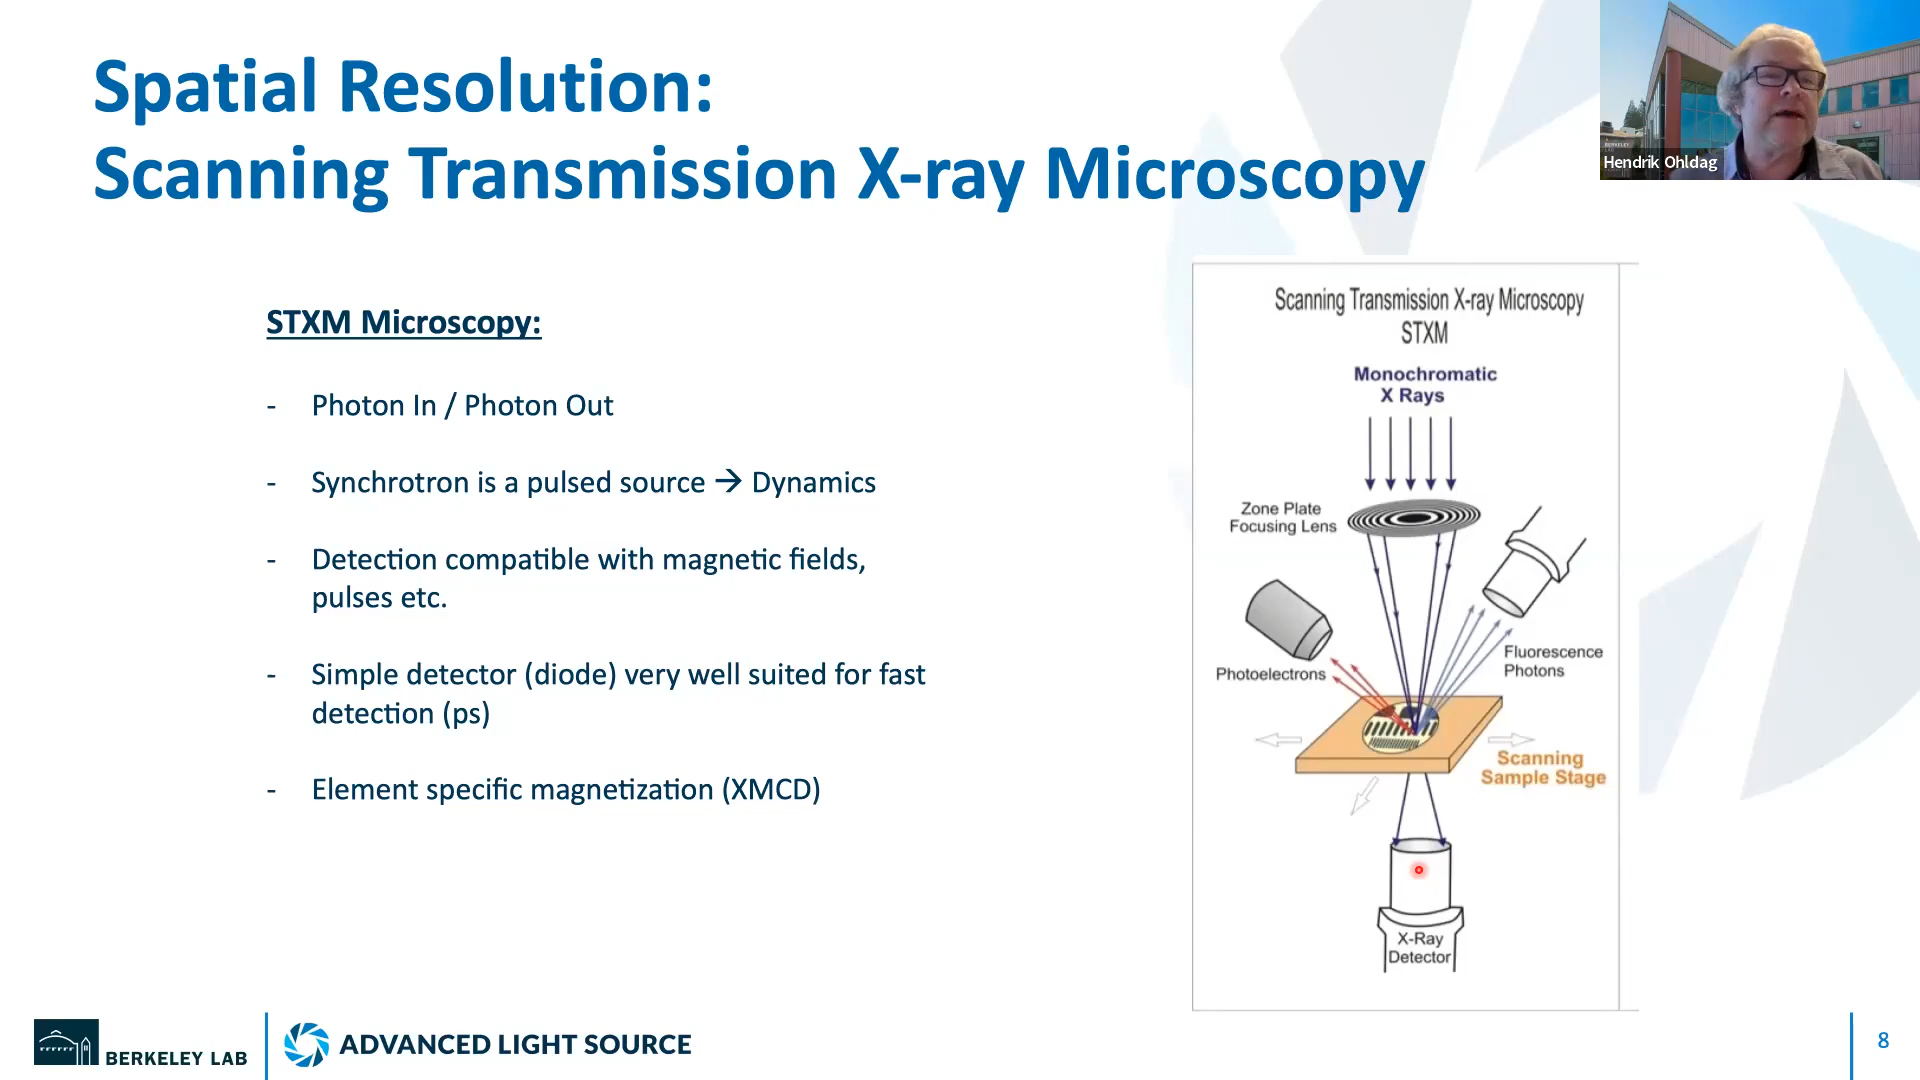 Spatial Resolution:
Scanning Transmission X-ray Microscopy
Hendrik Ohldag
STXM Microscopy:
- Photon In / Photon Out
- Synchrotron is a pulsed source → Dynamics
- Detection compatible with magnetic fields,
pulses etc.
- Simple detector (diode) very well suited for fast
detection (ps)
- Element specific magnetization (XMCD)
Scanning Transmission X-ray Microscopy
STXM
Monochromatic
X Rays
Zone Plate
Focusing Lens
Photoelectrons
Fluorescence
Photons
Scanning
Sample Stage
X-Ray
Detector
BERKELEY LAB
ADVANCED LIGHT SOURCE
8